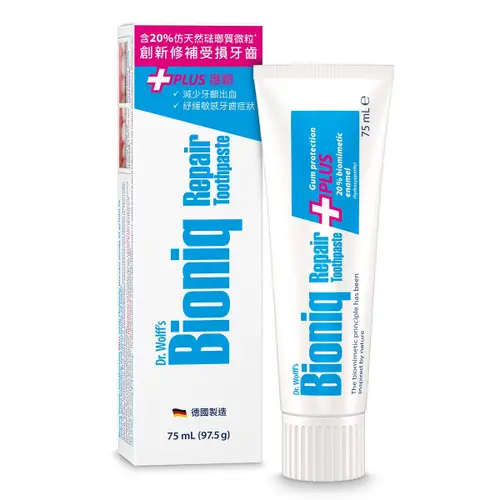 含20%仿天然琺瑯質微粒
創新修補受損牙齒
PLUS 護齦
✓ 減少牙齦出血
✓ 紓緩敏感牙齒症狀
Dr. Wolff's
Bioniq
Repair
Toothpaste
德國製造
75 mL (97.5 g)
Dr. Wolff's
Bioniq
Repair
Toothpaste
PLUS
Gum protection
20% biomimetic
enamel
(hydroxyapatite)
The biomimetic principle has been
inspired by nature
75 mL ℮